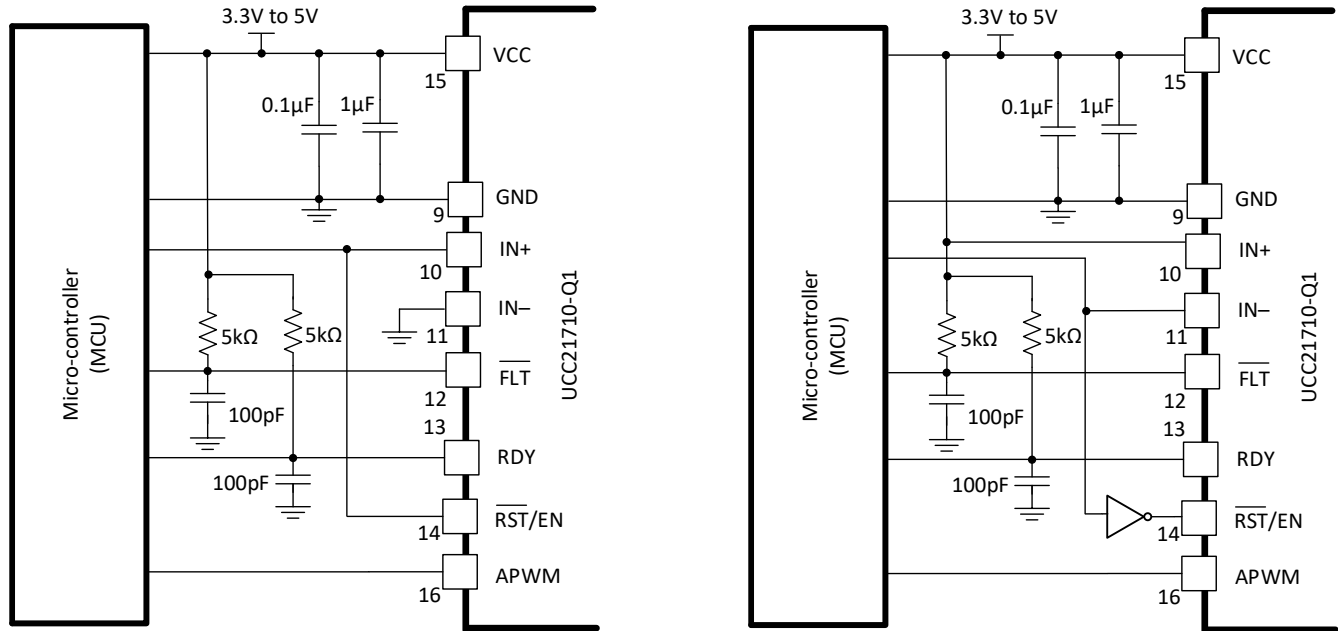 3.3V to 5V
VCC
15
0.1µF
1µF
GND
9
IN+
10
IN–
11
5kΩ
5kΩ
FLT
12
100pF
13
RDY
100pF
RST/EN
14
APWM
16
Micro-controller
(MCU)
UCC21710-Q1
3.3V to 5V
VCC
15
0.1µF
1µF
GND
9
IN+
10
IN–
11
5kΩ
5kΩ
FLT
12
100pF
13
RDY
100pF
RST/EN
14
APWM
16
Micro-controller
(MCU)
UCC21710-Q1